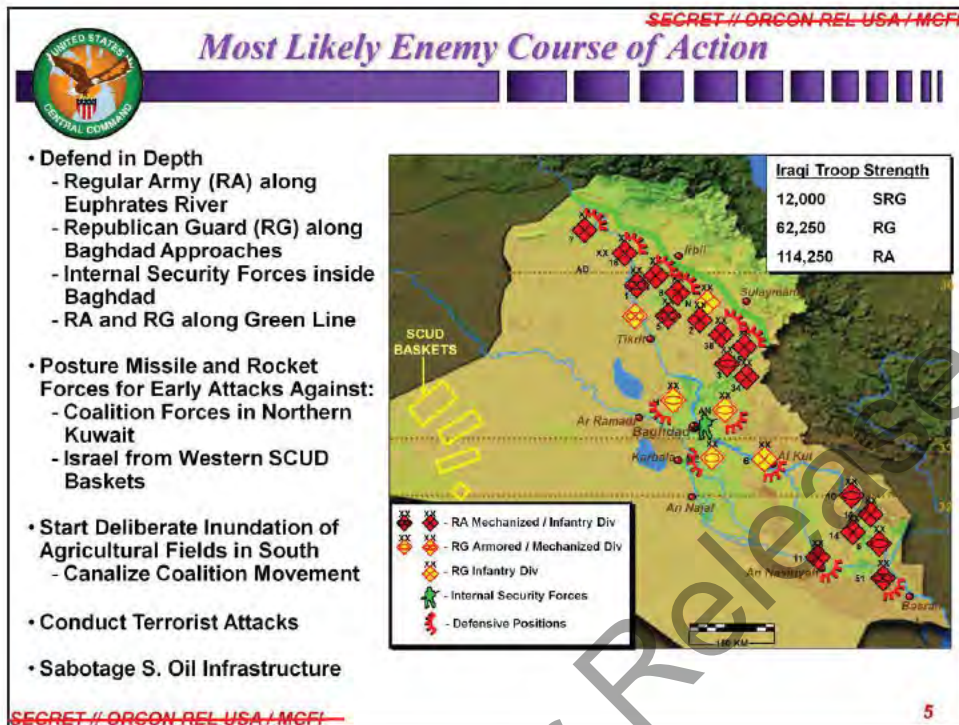 SECRET // ORCON REL USA / MCFI
Most Likely Enemy Course of Action
UNITED STATES
CENTRAL COMMAND
• Defend in Depth
- Regular Army (RA) along
Euphrates River
- Republican Guard (RG) along
Baghdad Approaches
- Internal Security Forces inside
Baghdad
- RA and RG along Green Line
• Posture Missile and Rocket
Forces for Early Attacks Against:
- Coalition Forces in Northern
Kuwait
- Israel from Western SCUD
Baskets
• Start Deliberate Inundation of
Agricultural Fields in South
- Canalize Coalition Movement
• Conduct Terrorist Attacks
• Sabotage S. Oil Infrastructure
Iraqi Troop Strength
12,000 SRG
62,250 RG
114,250 RA
SCUD
BASKETS
Irbil
Tikrit
Ar Ramadi
Baghdad
Karbala
Al Kut
An Najaf
An Nasiriyah
Basrah
XX - RA Mechanized / Infantry Div
XX - RG Armored / Mechanized Div
XX - RG Infantry Div
- Internal Security Forces
- Defensive Positions
Release
SECRET // ORCON REL USA / MCFI
5